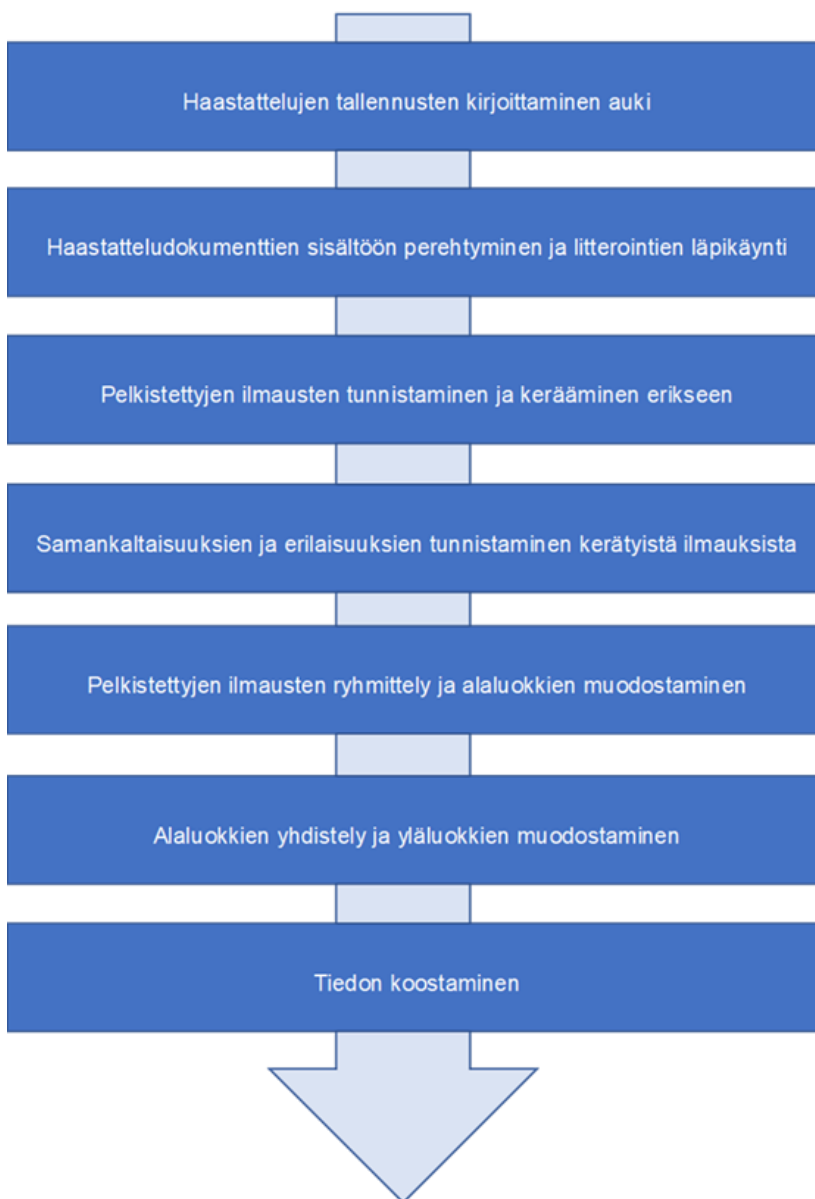 Haastattelujen tallennusten kirjoittaminen auki
Haastatteludokumenttien sisältöön perehtyminen ja litterointien läpikäynti
Pelkistettyjen ilmausten tunnistaminen ja kerääminen erikseen
Samankaltaisuuksien ja erilaisuuksien tunnistaminen kerätyistä ilmauksista
Pelkistettyjen ilmausten ryhmittely ja alaluokkien muodostaminen
Alaluokkien yhdistely ja yläluokkien muodostaminen
Tiedon koostaminen